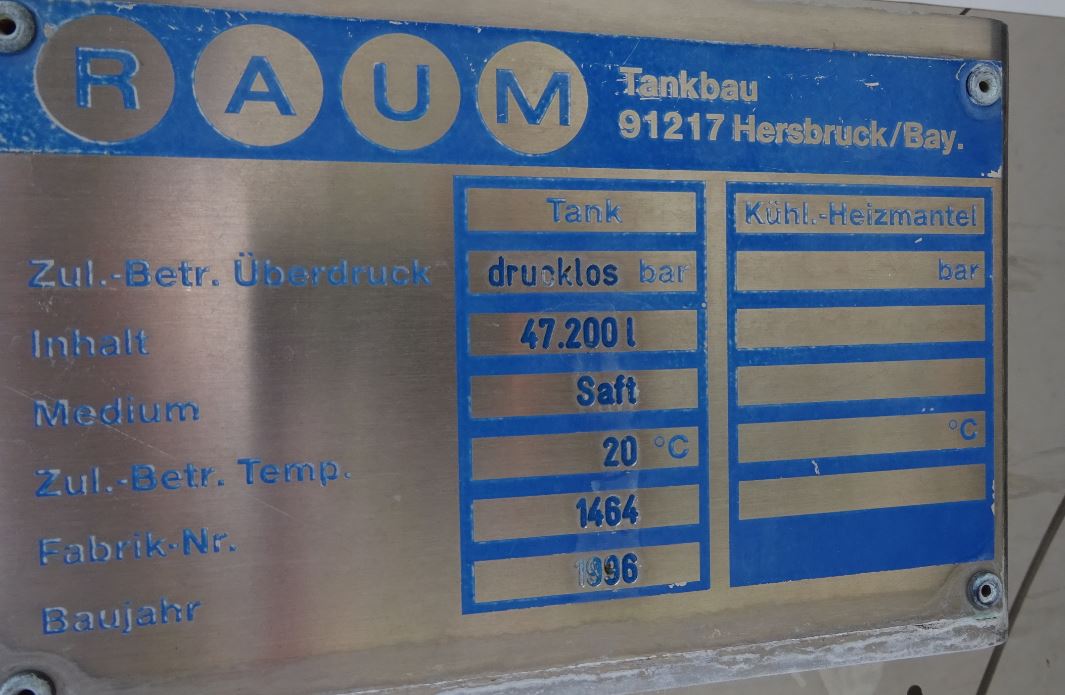 RAUM
Tankbau
91217 Hersbruck/Bay.
Tank Kühl.-Heizmantel
Zul.-Betr. Überdruck drucklos bar bar
Inhalt 47.200 l
Medium Saft
Zul.-Betr. Temp. 20 °C °C
Fabrik-Nr. 1464
Baujahr 1996